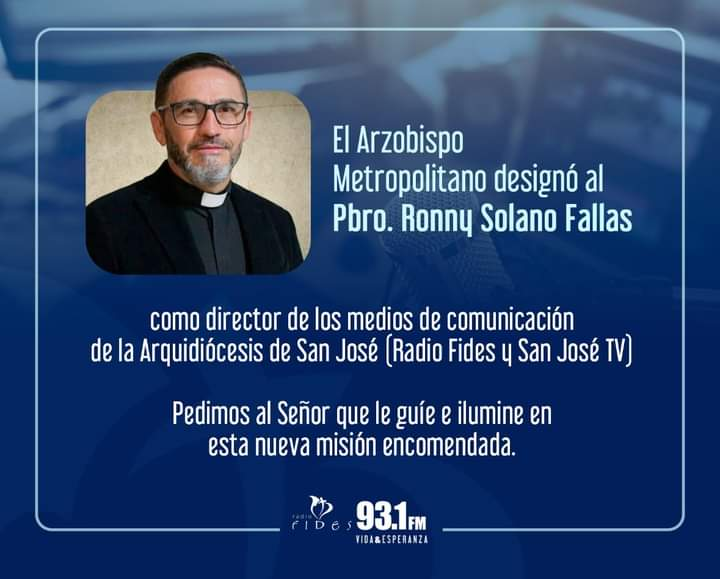 El Arzobispo
Metropolitano designó al
Pbro. Ronny Solano Fallas
como director de los medios de comunicación
de la Arquidiócesis de San José (Radio Fides y San José TV)
Pedimos al Señor que le guíe e ilumine en
esta nueva misión encomendada.
radio
FIDES
93.1 FM
VIDA&ESPERANZA